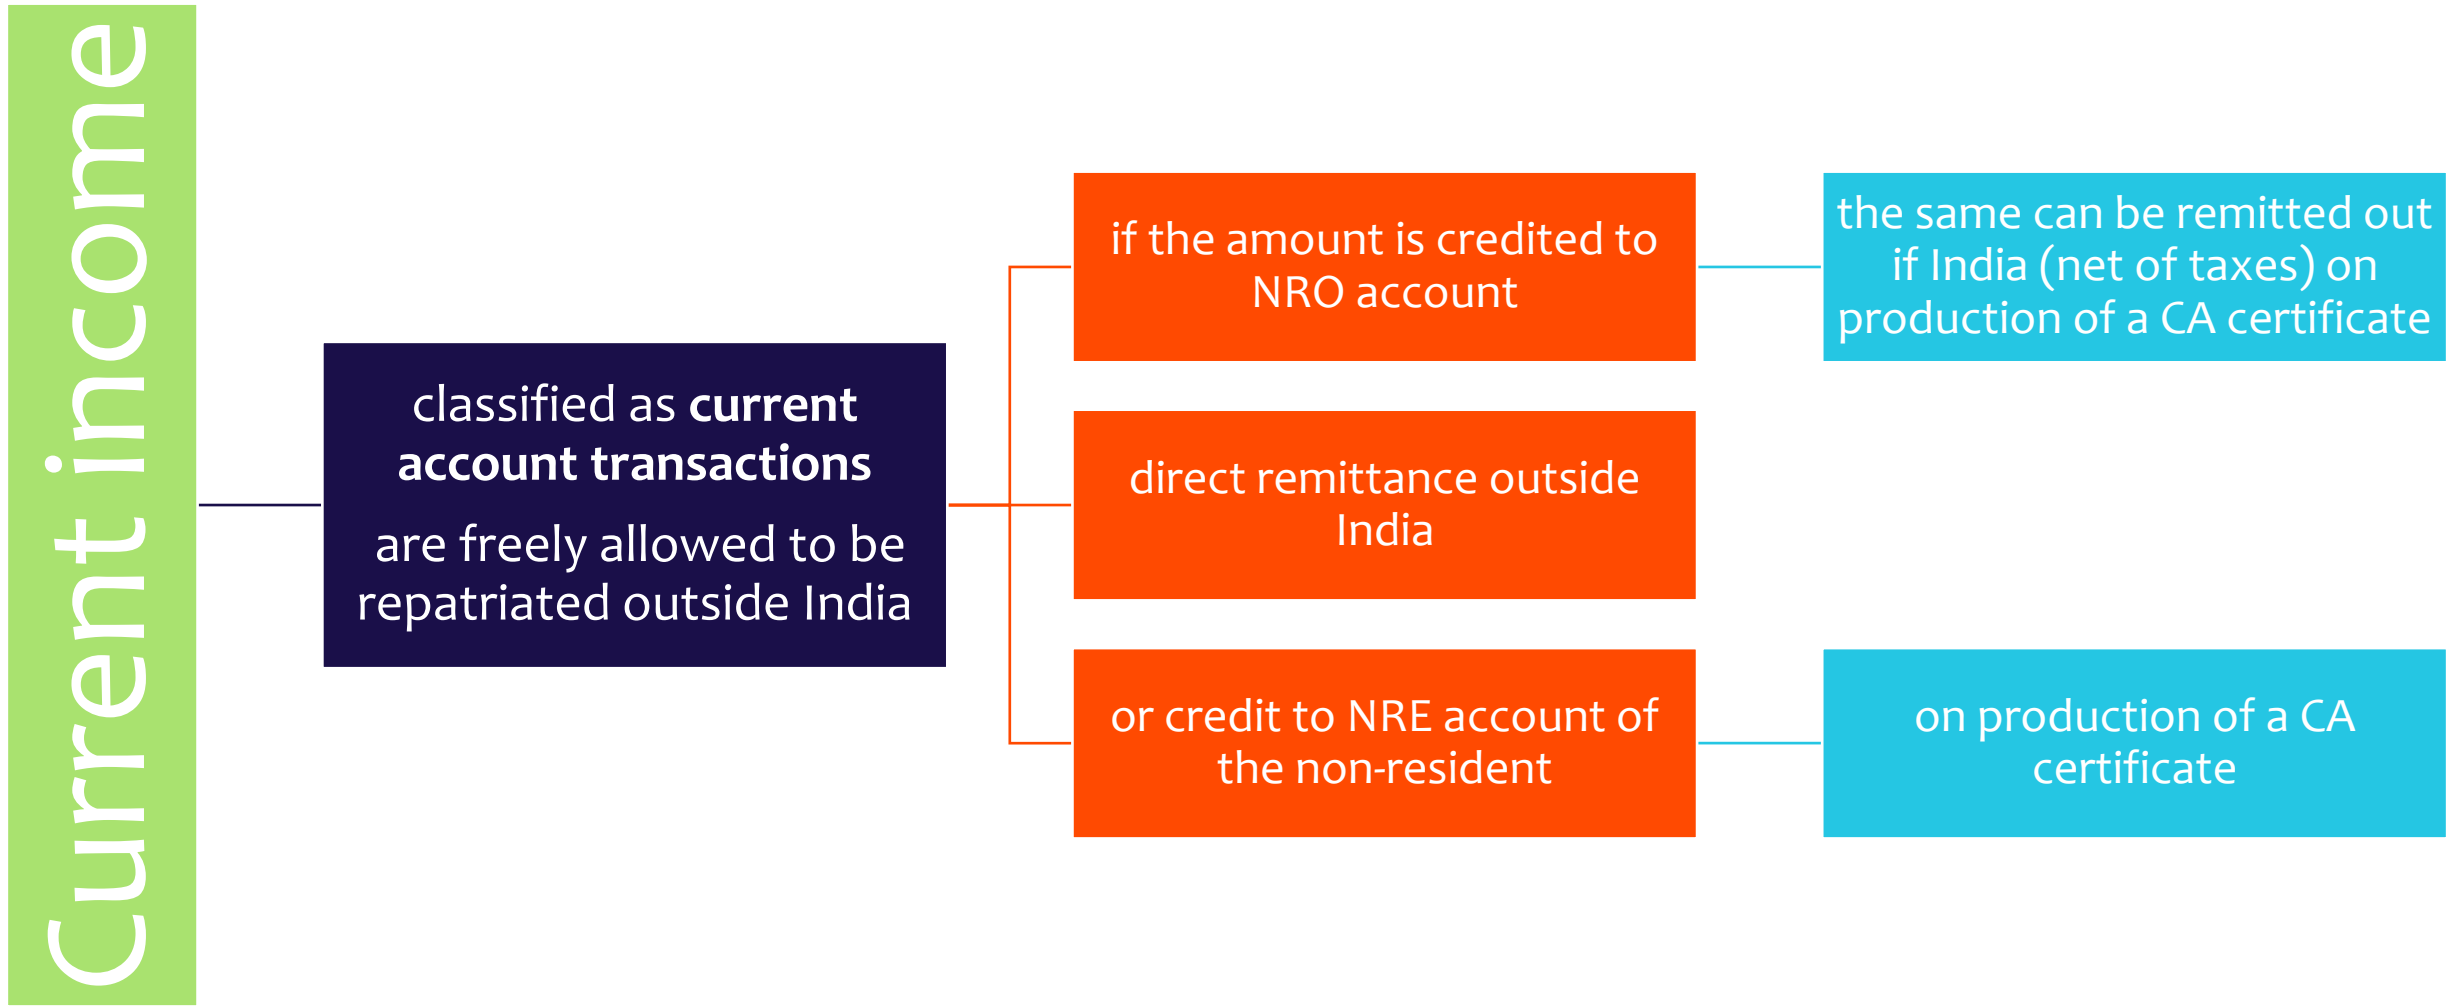 Current income
classified as current
account transactions
are freely allowed to be
repatriated outside India
if the amount is credited to
NRO account
the same can be remitted out
if India (net of taxes) on
production of a CA certificate
direct remittance outside
India
or credit to NRE account of
the non-resident
on production of a CA
certificate